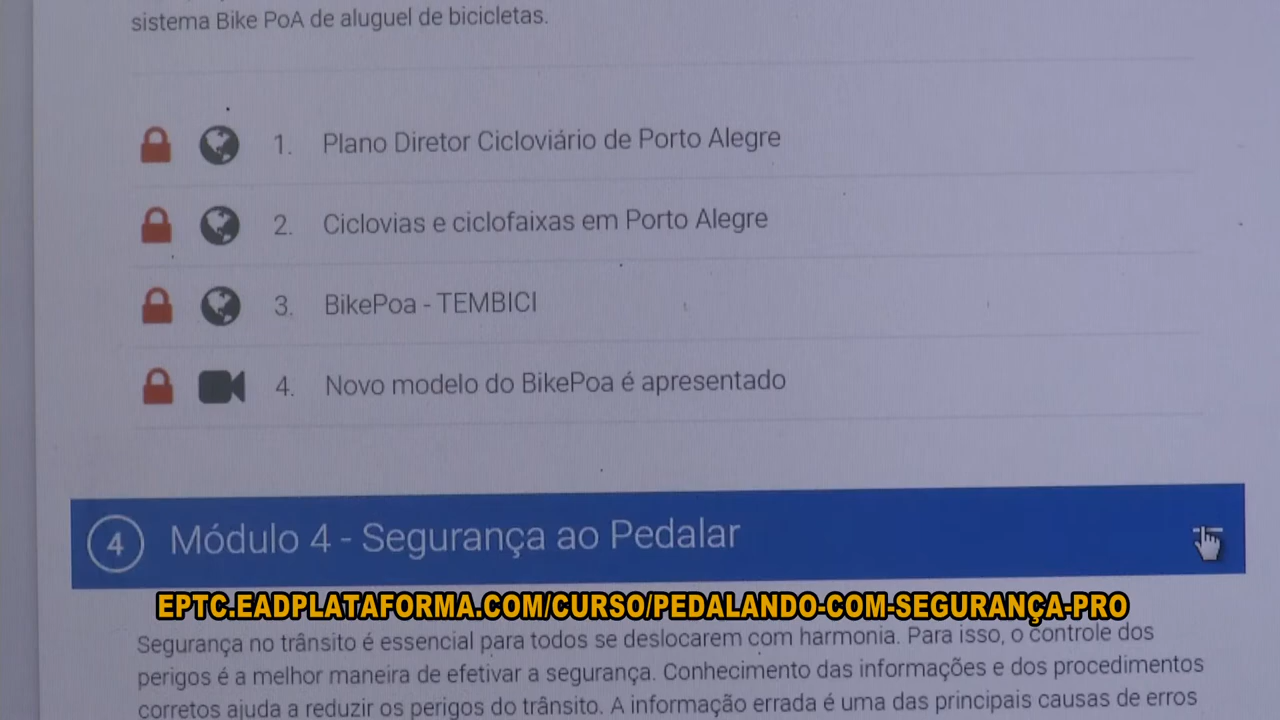 sistema Bike PoA de aluguel de bicicletas.
1. Plano Diretor Cicloviário de Porto Alegre
2. Ciclovias e ciclofaixas em Porto Alegre
3. BikePoa - TEMBICI
4. Novo modelo do BikePoa é apresentado
4 Módulo 4 - Segurança ao Pedalar
EPTC.EADPLATAFORMA.COM/CURSO/PEDALANDO-COM-SEGURANÇA-PRO
Segurança no trânsito é essencial para todos se deslocarem com harmonia. Para isso, o controle dos
perigos é a melhor maneira de efetivar a segurança. Conhecimento das informações e dos procedimentos
corretos ajuda a reduzir os perigos do trânsito. A informação errada é uma das principais causas de erros